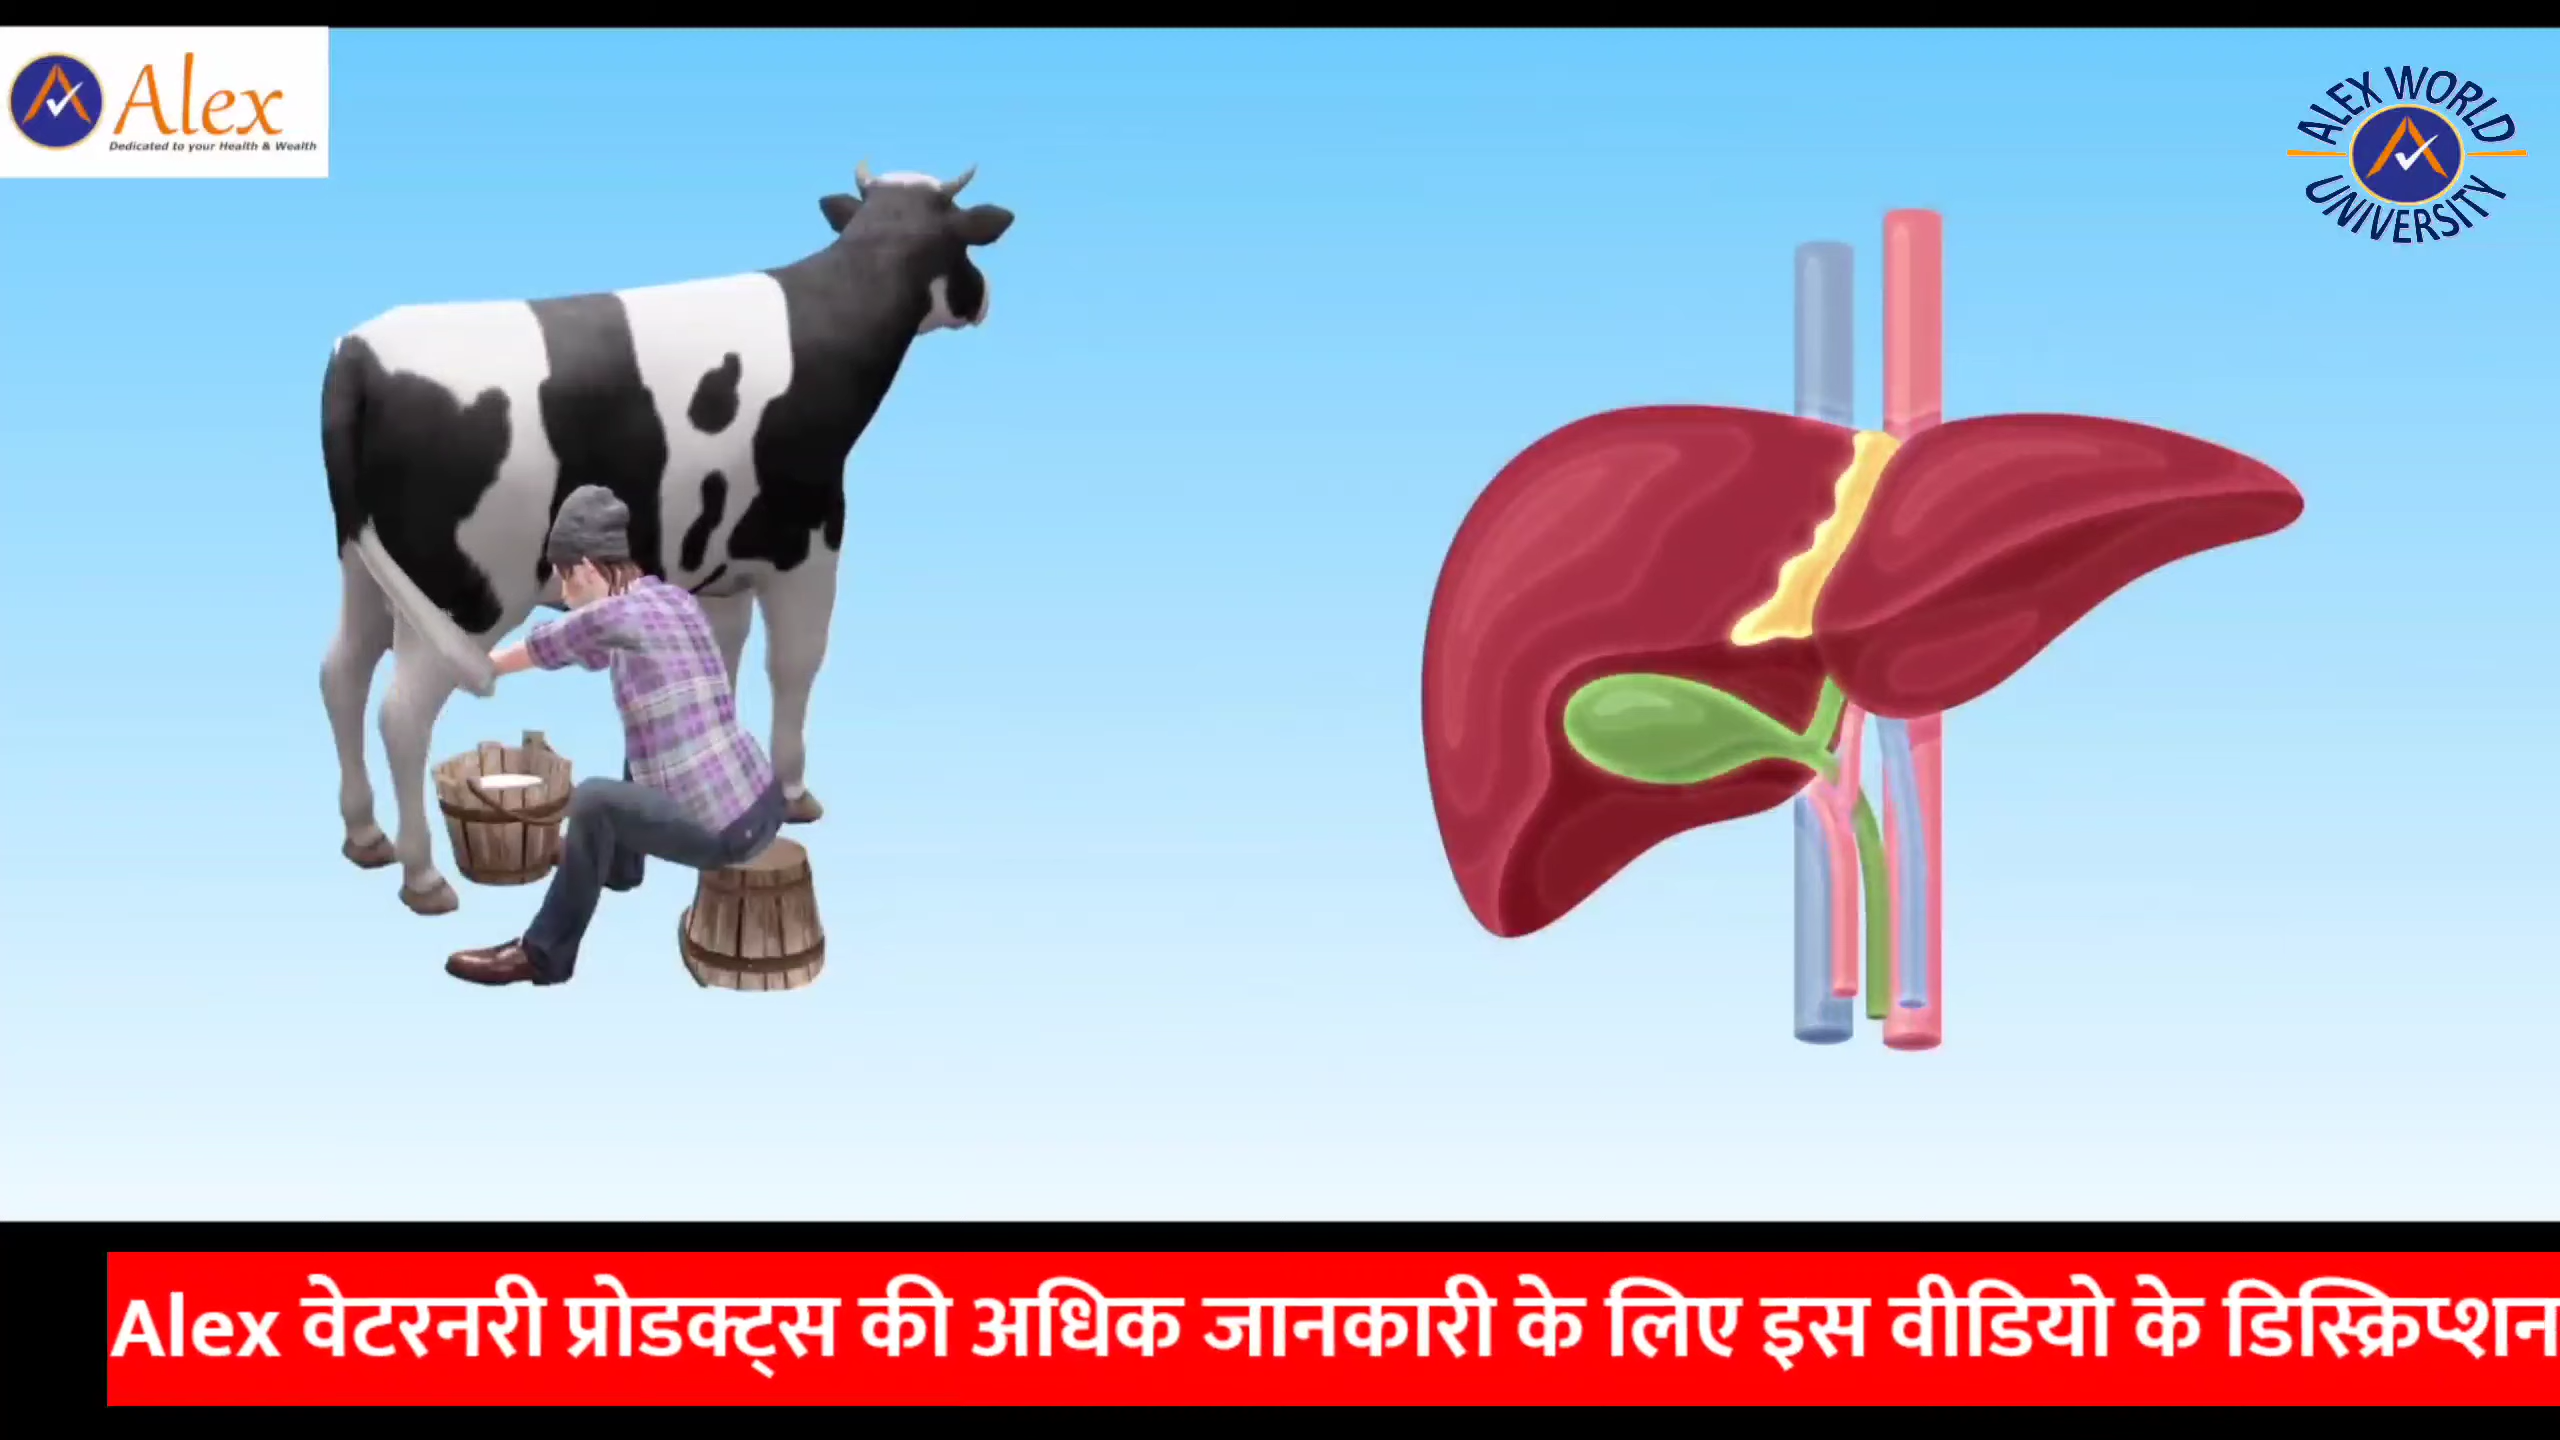 Alex
Dedicated to your Health & Wealth
ALEX WORLD
UNIVERSITY
Alex वेटरनरी प्रोडक्ट्स की अधिक जानकारी के लिए इस वीडियो के डिस्क्रिप्शन